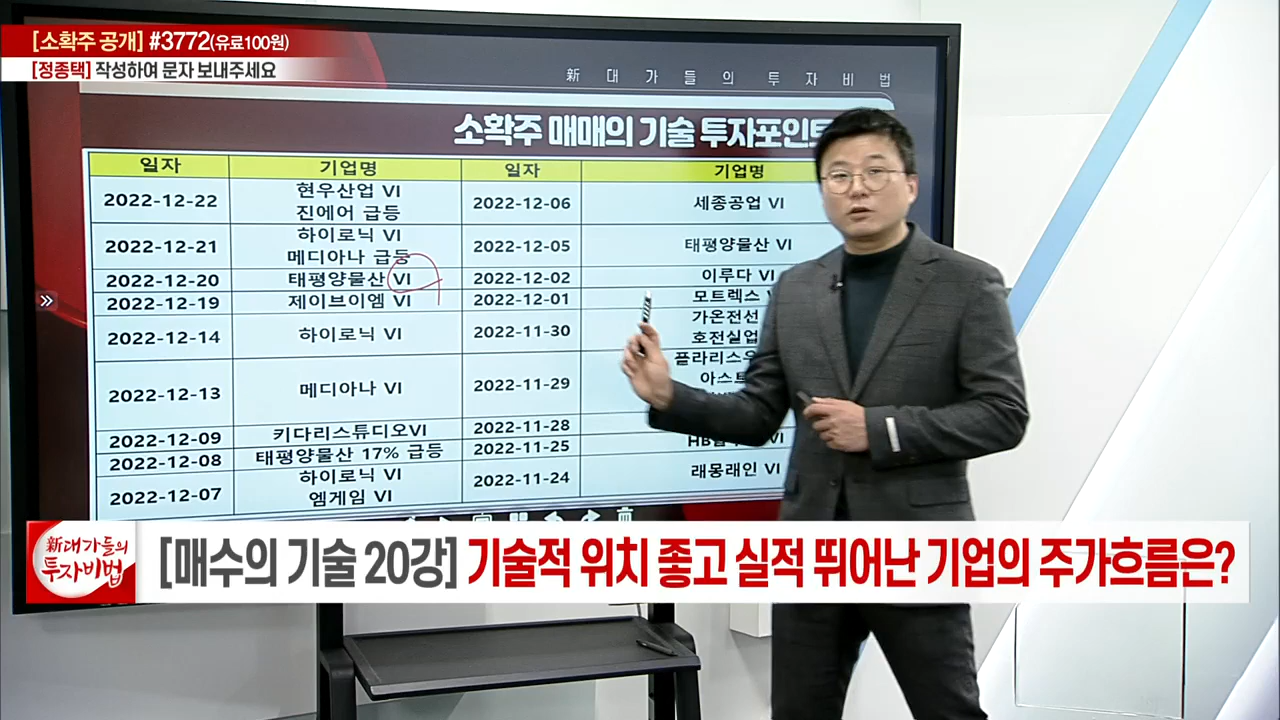 [소확주 공개] #3772(유료100원)
[정종택] 작성하여 문자 보내주세요
新 대 가 들 의 투 자 비 법
소확주 매매의 기술 투자포인트
일자 기업명 일자 기업명
2022-12-22 현우산업 VI 진에어 급등 2022-12-06 세종공업 VI
2022-12-21 하이로닉 VI 메디아나 급등 2022-12-05 태평양물산 VI
2022-12-20 태평양물산 VI 2022-12-02 이루다 VI
2022-12-19 제이브이엠 VI 2022-12-01 모트렉스
2022-12-14 하이로닉 VI 2022-11-30 가온전선 호전실업
2022-12-13 메디아나 VI 2022-11-29
2022-12-09 키다리스튜디오VI 2022-11-28
2022-12-08 태평양물산 17% 급등 2022-11-25 VI
2022-12-07 하이로닉 VI 엠게임 VI 2022-11-24 래몽래인 VI
新대가들의
투자비법
[매수의 기술 20강] 기술적 위치 좋고 실적 뛰어난 기업의 주가흐름은?